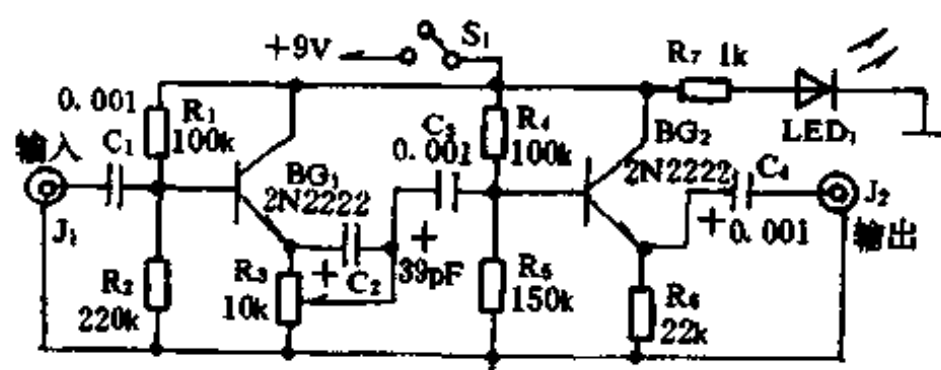 +9V
S₁
R₇ 1k
0.001
R₁
100k
C₃
0.001
R₄
100k
BG₂
2N2222
LED₁
输入
C₁
BG₁
2N2222
C₄
J₁
J₂
+
0.001
输出
R₂
220k
R₃
10k
+
C₂
+
39pF
R₅
150k
R₆
22k